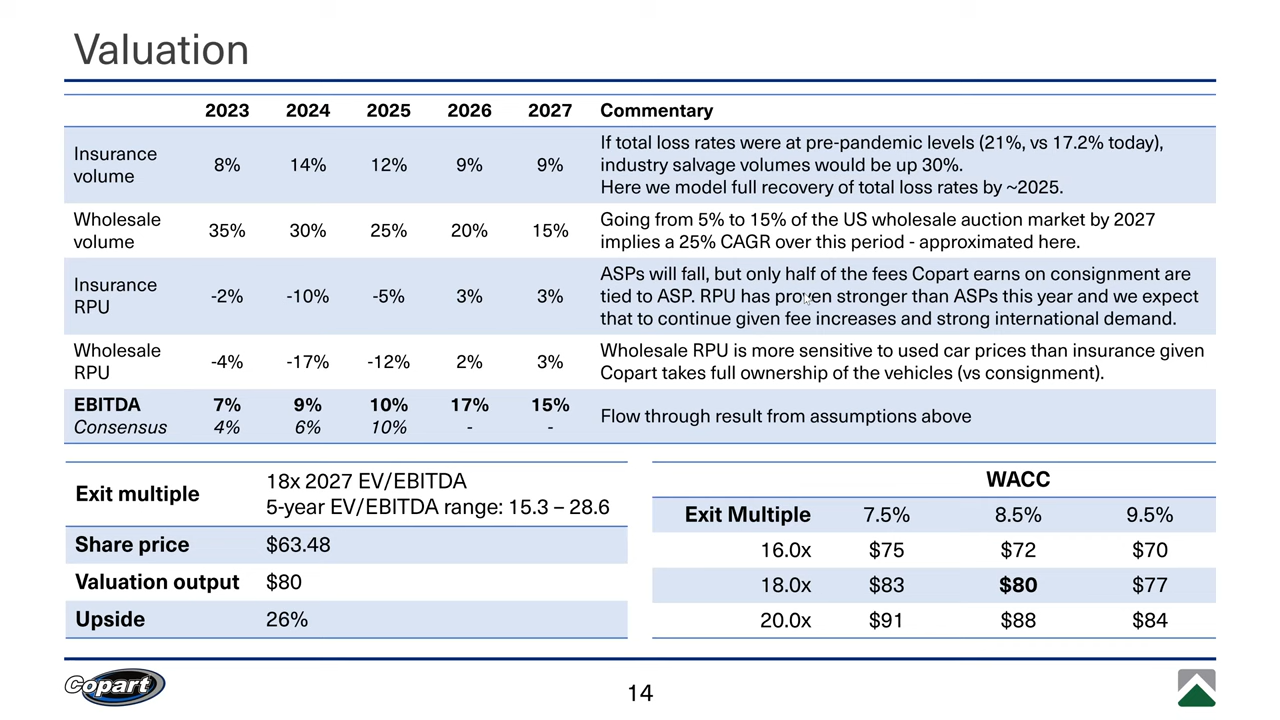 Valuation
2023 2024 2025 2026 2027 Commentary
Insurance volume 8% 14% 12% 9% 9% If total loss rates were at pre-pandemic levels (21%, vs 17.2% today),
industry salvage volumes would be up 30%.
Here we model full recovery of total loss rates by ~2025.
Wholesale volume 35% 30% 25% 20% 15% Going from 5% to 15% of the US wholesale auction market by 2027
implies a 25% CAGR over this period - approximated here.
Insurance RPU -2% -10% -5% 3% 3% ASPs will fall, but only half of the fees Copart earns on consignment are
tied to ASP. RPU has proven stronger than ASPs this year and we expect
that to continue given fee increases and strong international demand.
Wholesale RPU -4% -17% -12% 2% 3% Wholesale RPU is more sensitive to used car prices than insurance given
Copart takes full ownership of the vehicles (vs consignment).
EBITDA 7% 9% 10% 17% 15% Flow through result from assumptions above
Consensus 4% 6% 10% - -
Exit multiple 18x 2027 EV/EBITDA
5-year EV/EBITDA range: 15.3 – 28.6
Share price $63.48
Valuation output $80
Upside 26%
WACC
Exit Multiple 7.5% 8.5% 9.5%
16.0x $75 $72 $70
18.0x $83 $80 $77
20.0x $91 $88 $84
Copart
14